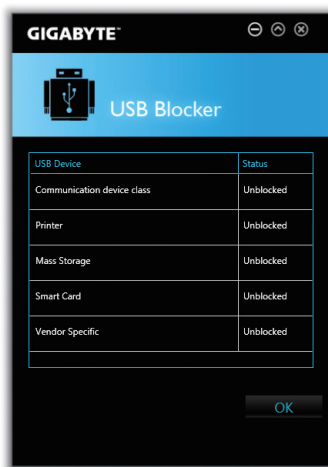 GIGABYTE™
USB Blocker
USB Device Status
Communication device class Unblocked
Printer Unblocked
Mass Storage Unblocked
Smart Card Unblocked
Vendor Specific Unblocked
OK